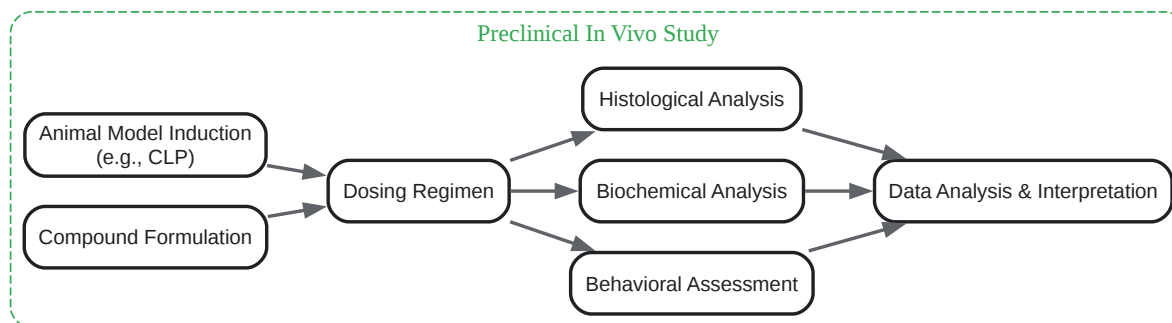 Preclinical In Vivo Study
Animal Model Induction
(e.g., CLP)
Compound Formulation
Dosing Regimen
Histological Analysis
Biochemical Analysis
Behavioral Assessment
Data Analysis & Interpretation